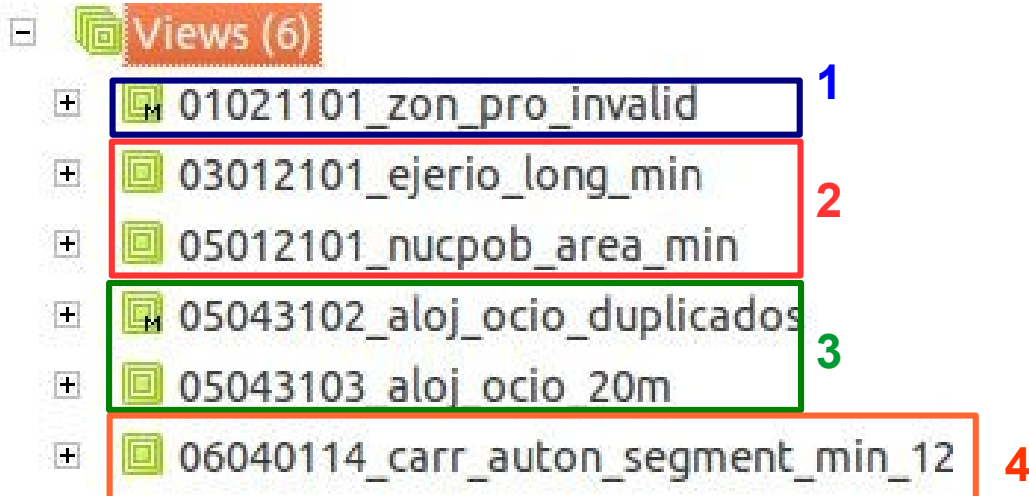 Views (6)
01021101_zon_pro_invalid 1
03012101_ejerio_long_min
2
05012101_nucpob_area_min
05043102_aloj_ocio_duplicados
3
05043103_aloj_ocio_20m
06040114_carr_auton_segment_min_12 4